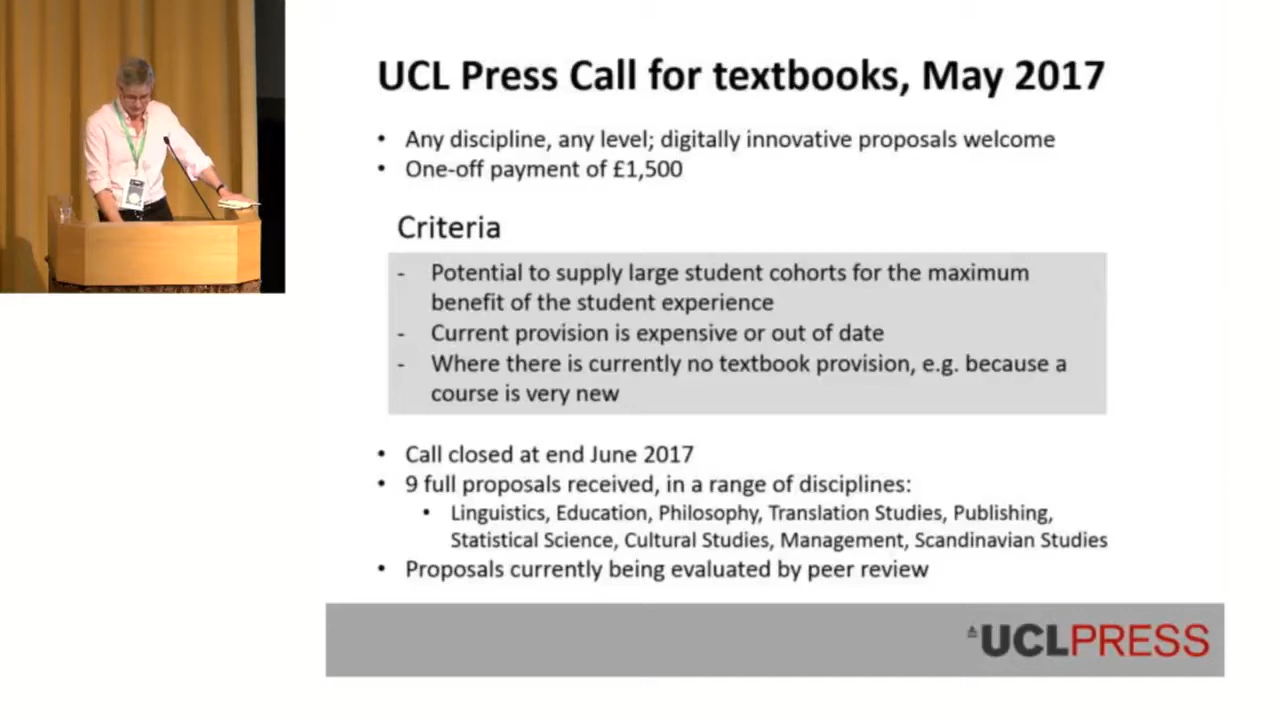 UCL Press Call for textbooks, May 2017
• Any discipline, any level; digitally innovative proposals welcome
• One-off payment of £1,500
Criteria
- Potential to supply large student cohorts for the maximum
benefit of the student experience
- Current provision is expensive or out of date
- Where there is currently no textbook provision, e.g. because a
course is very new
• Call closed at end June 2017
• 9 full proposals received, in a range of disciplines:
• Linguistics, Education, Philosophy, Translation Studies, Publishing,
Statistical Science, Cultural Studies, Management, Scandinavian Studies
• Proposals currently being evaluated by peer review
UCLPRESS